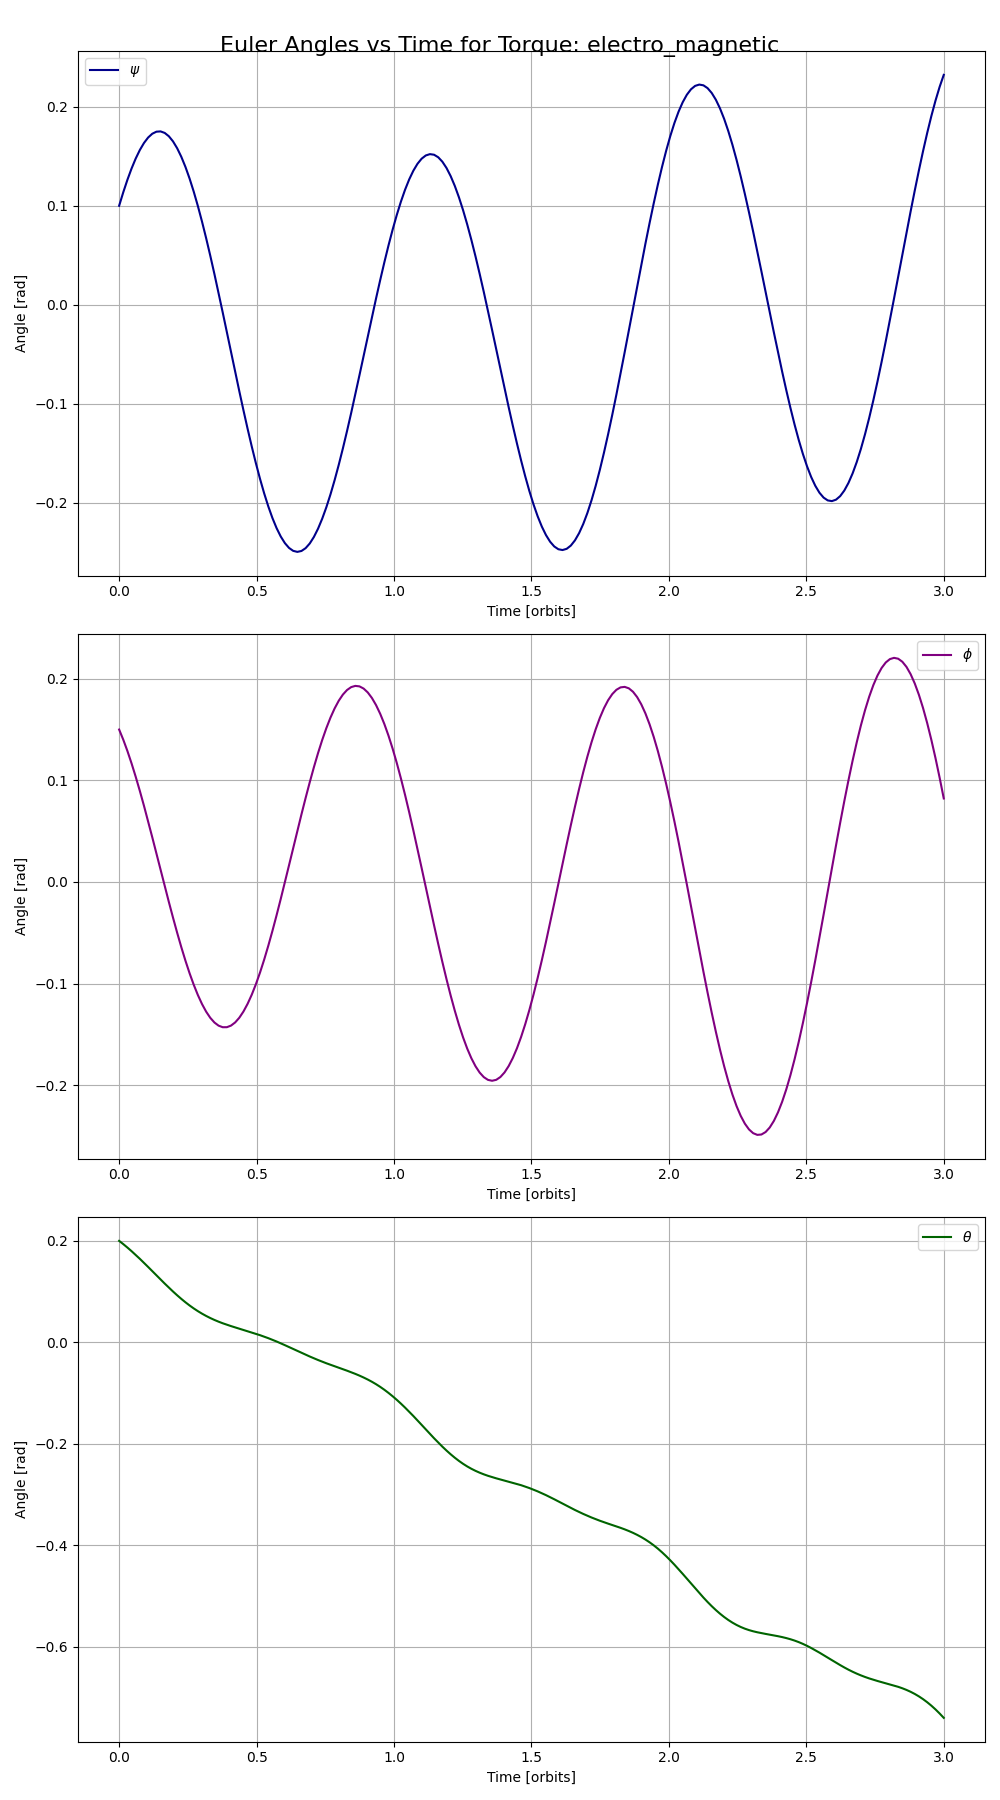 Euler Angles vs Time for Torque: electro_magnetic
ψ
0.2
0.1
0.0
−0.1
−0.2
Angle [rad]
0.0 0.5 1.0 1.5 2.0 2.5 3.0
Time [orbits]
ϕ
0.2
0.1
0.0
−0.1
−0.2
Angle [rad]
0.0 0.5 1.0 1.5 2.0 2.5 3.0
Time [orbits]
θ
0.2
0.0
−0.2
−0.4
−0.6
Angle [rad]
0.0 0.5 1.0 1.5 2.0 2.5 3.0
Time [orbits]